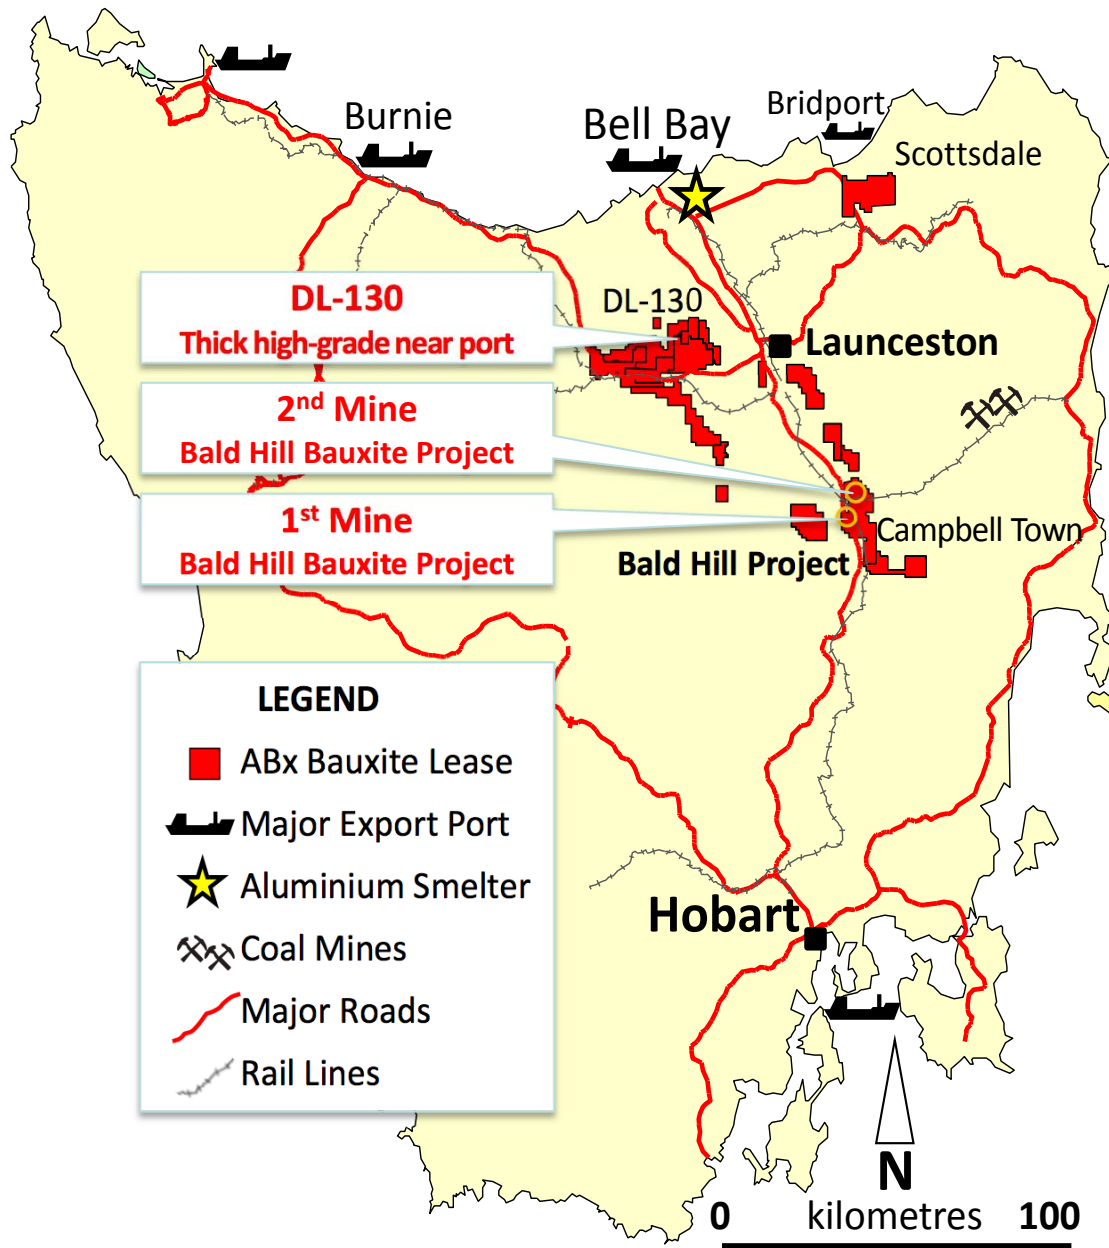 Burnie
Bell Bay
Bridport
Scottsdale
DL-130
Thick high-grade near port
DL-130
Launceston
2nd Mine
Bald Hill Bauxite Project
1st Mine
Bald Hill Bauxite Project
Campbell Town
Bald Hill Project
LEGEND
ABx Bauxite Lease
Major Export Port
Aluminium Smelter
Coal Mines
Major Roads
Rail Lines
Hobart
N
0 kilometres 100